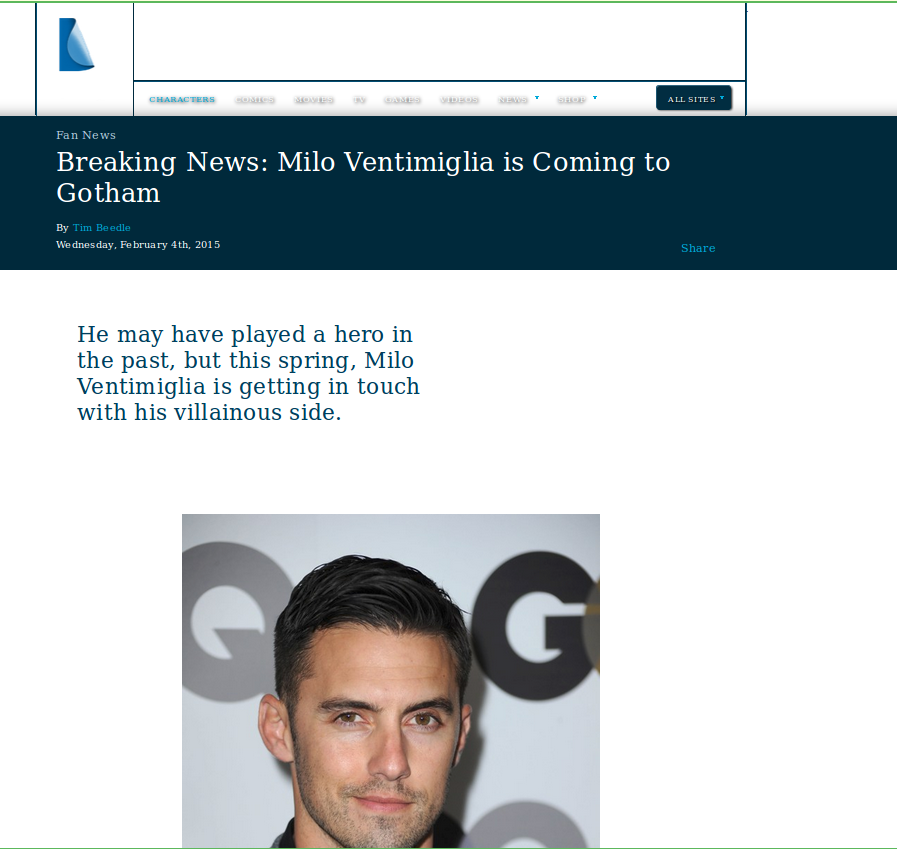 CHARACTERS COMICS MOVIES TV GAMES VIDEOS NEWS SHOP ALL SITES
Fan News
Breaking News: Milo Ventimiglia is Coming to
Gotham
By Tim Beedle
Wednesday, February 4th, 2015
Share
He may have played a hero in
the past, but this spring, Milo
Ventimiglia is getting in touch
with his villainous side.
G G
G